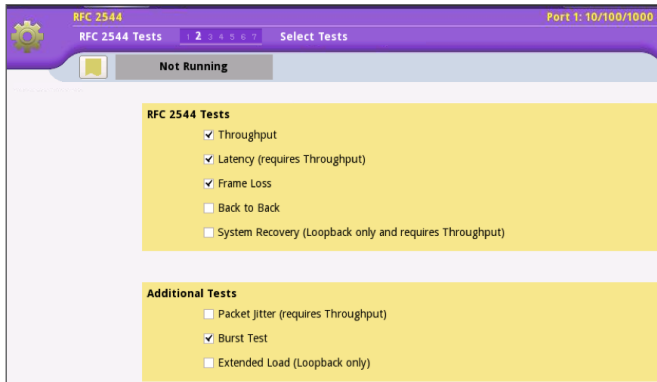 RFC 2544 Port 1: 10/100/1000
RFC 2544 Tests 1 2 3 4 5 6 7 Select Tests
Not Running
RFC 2544 Tests
Throughput
Latency (requires Throughput)
Frame Loss
Back to Back
System Recovery (Loopback only and requires Throughput)
Additional Tests
Packet Jitter (requires Throughput)
Burst Test
Extended Load (Loopback only)